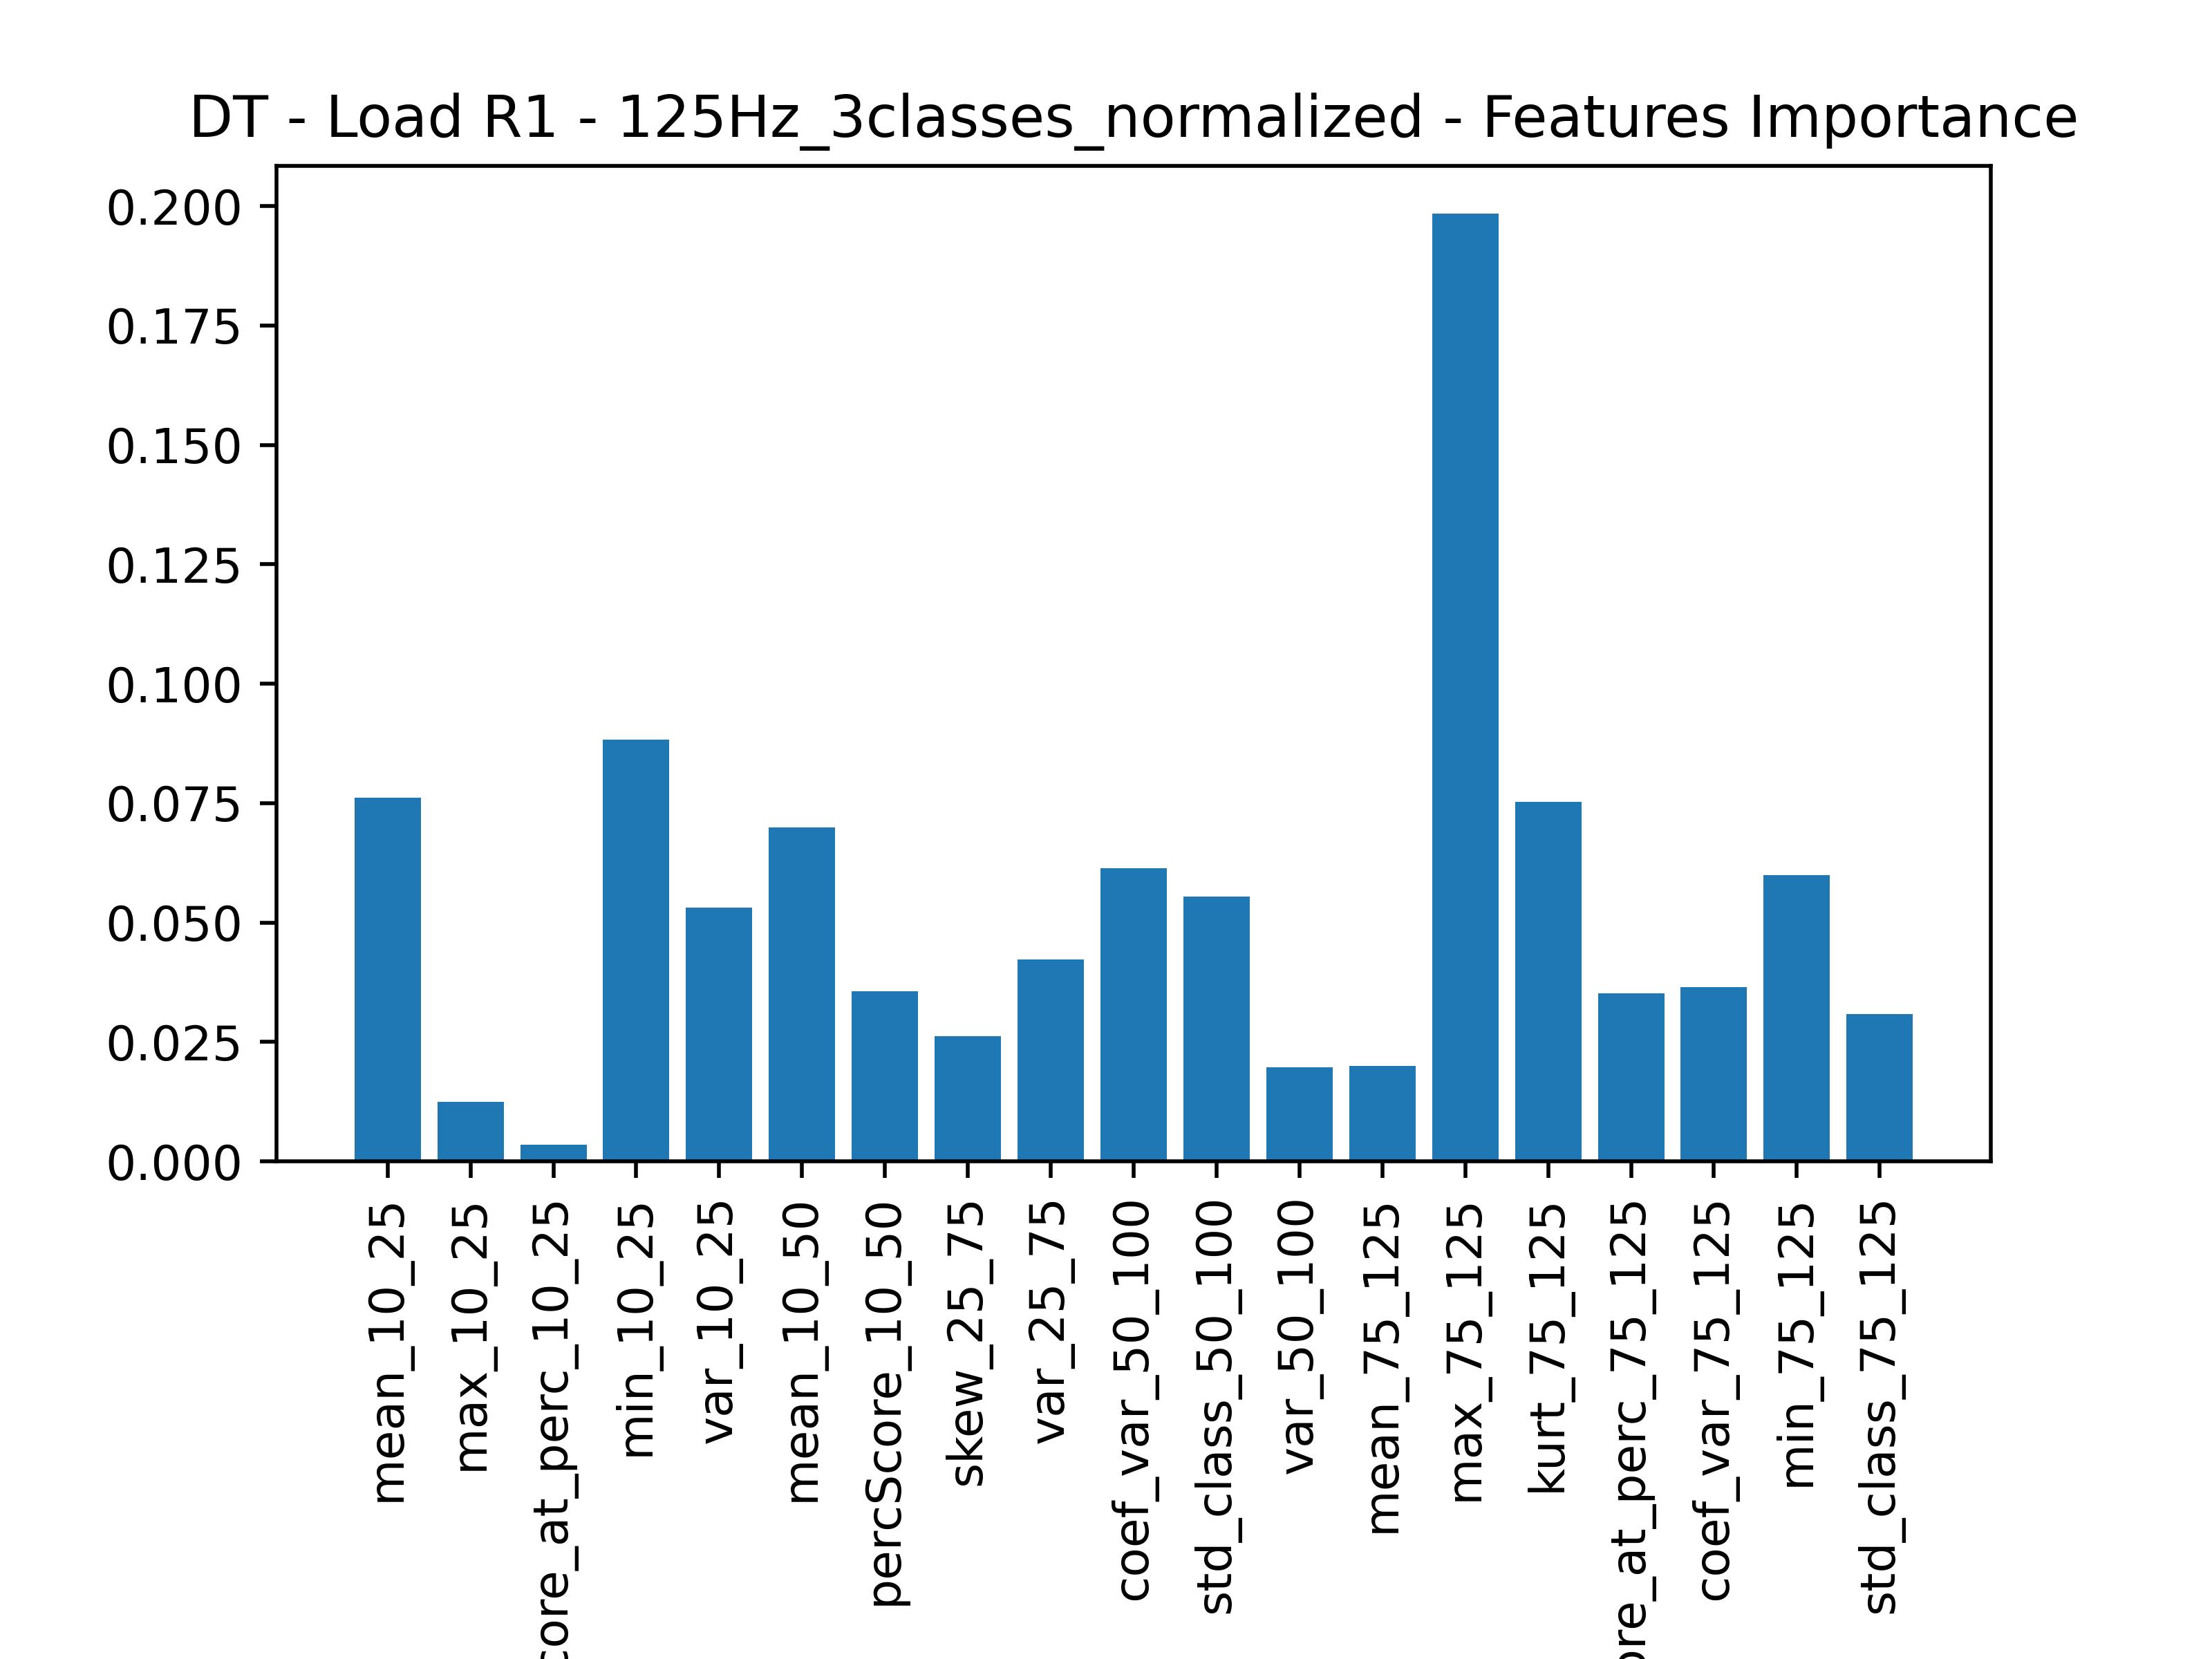 DT - Load R1 - 125Hz_3classes_normalized - Features Importance
0.200
0.175
0.150
0.125
0.100
0.075
0.050
0.025
0.000
mean_10_25
max_10_25
core_at_perc_10_25
min_10_25
var_10_25
mean_10_50
percScore_10_50
skew_25_75
var_25_75
coef_var_50_100
std_class_50_100
var_50_100
mean_75_125
max_75_125
kurt_75_125
ore_at_perc_75_125
coef_var_75_125
min_75_125
std_class_75_125